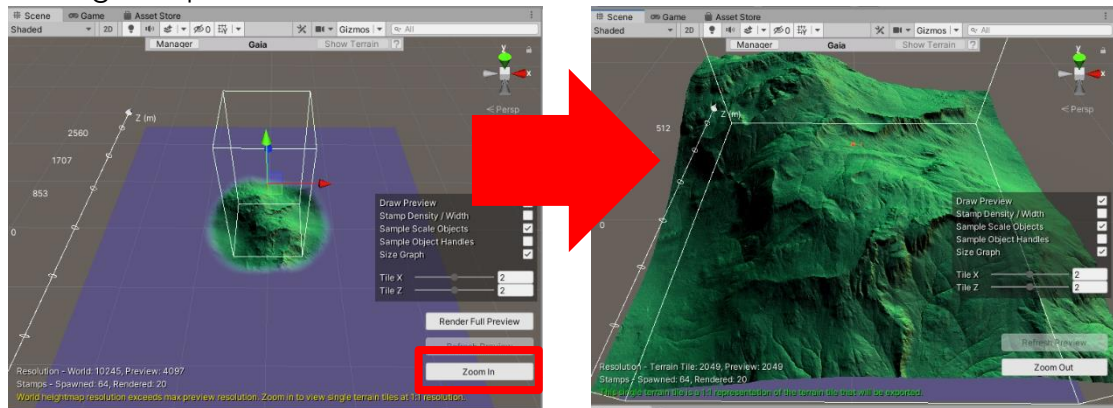 Scene Game Asset Store
Shaded 2D 0 Gizmos All
Manager Gaia Show Terrain ?
y
x
Persp
Z (m)
2560
1707
853
0
Draw Preview
Stamp Density / Width
Sample Scale Objects
Sample Object Handles
Size Graph
Tile X 2
Tile Z 2
Render Full Preview
Refresh Preview
Zoom In
Resolution - World: 10245, Preview: 4097
Stamps - Spawned: 64, Rendered: 20
World heightmap resolution exceeds max preview resolution. Zoom in to view single terrain tiles at 1:1 resolution.
Scene Game Asset Store
Shaded 2D 0 Gizmos All
Manager Gaia Show Terrain ?
y
x
Persp
Z (m)
512
0
Draw Preview
Stamp Density / Width
Sample Scale Objects
Sample Object Handles
Size Graph
Tile X 2
Tile Z 2
Refresh Preview
Zoom Out
Resolution - Terrain Tile: 2049, Preview: 2049
Stamps - Spawned: 64, Rendered: 20
This single terrain tile is a 1:1 representation of the terrain tile that will be exported.